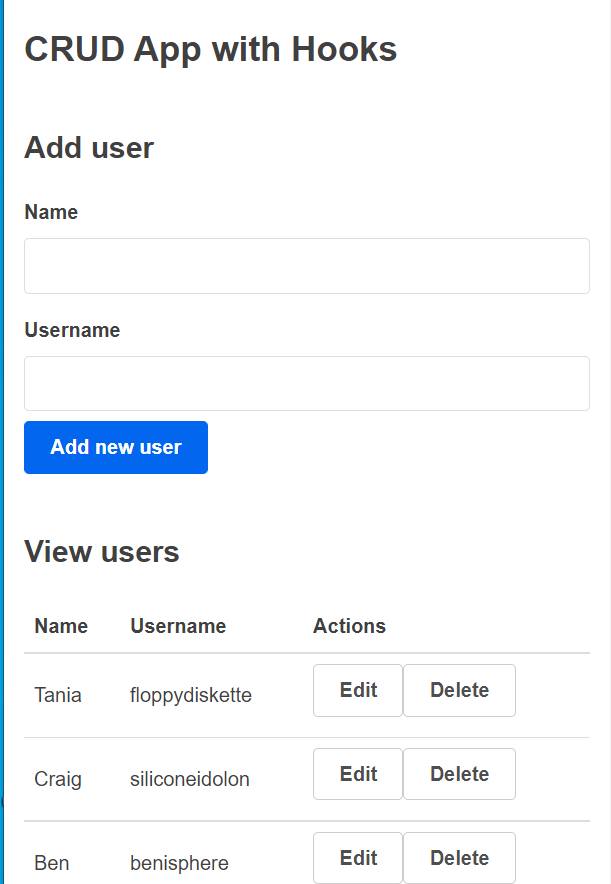 CRUD App with Hooks
Add user
Name
Username
Add new user
View users
Name Username Actions
Tania floppydiskette Edit Delete
Craig siliconeidolon Edit Delete
Ben benisphere Edit Delete